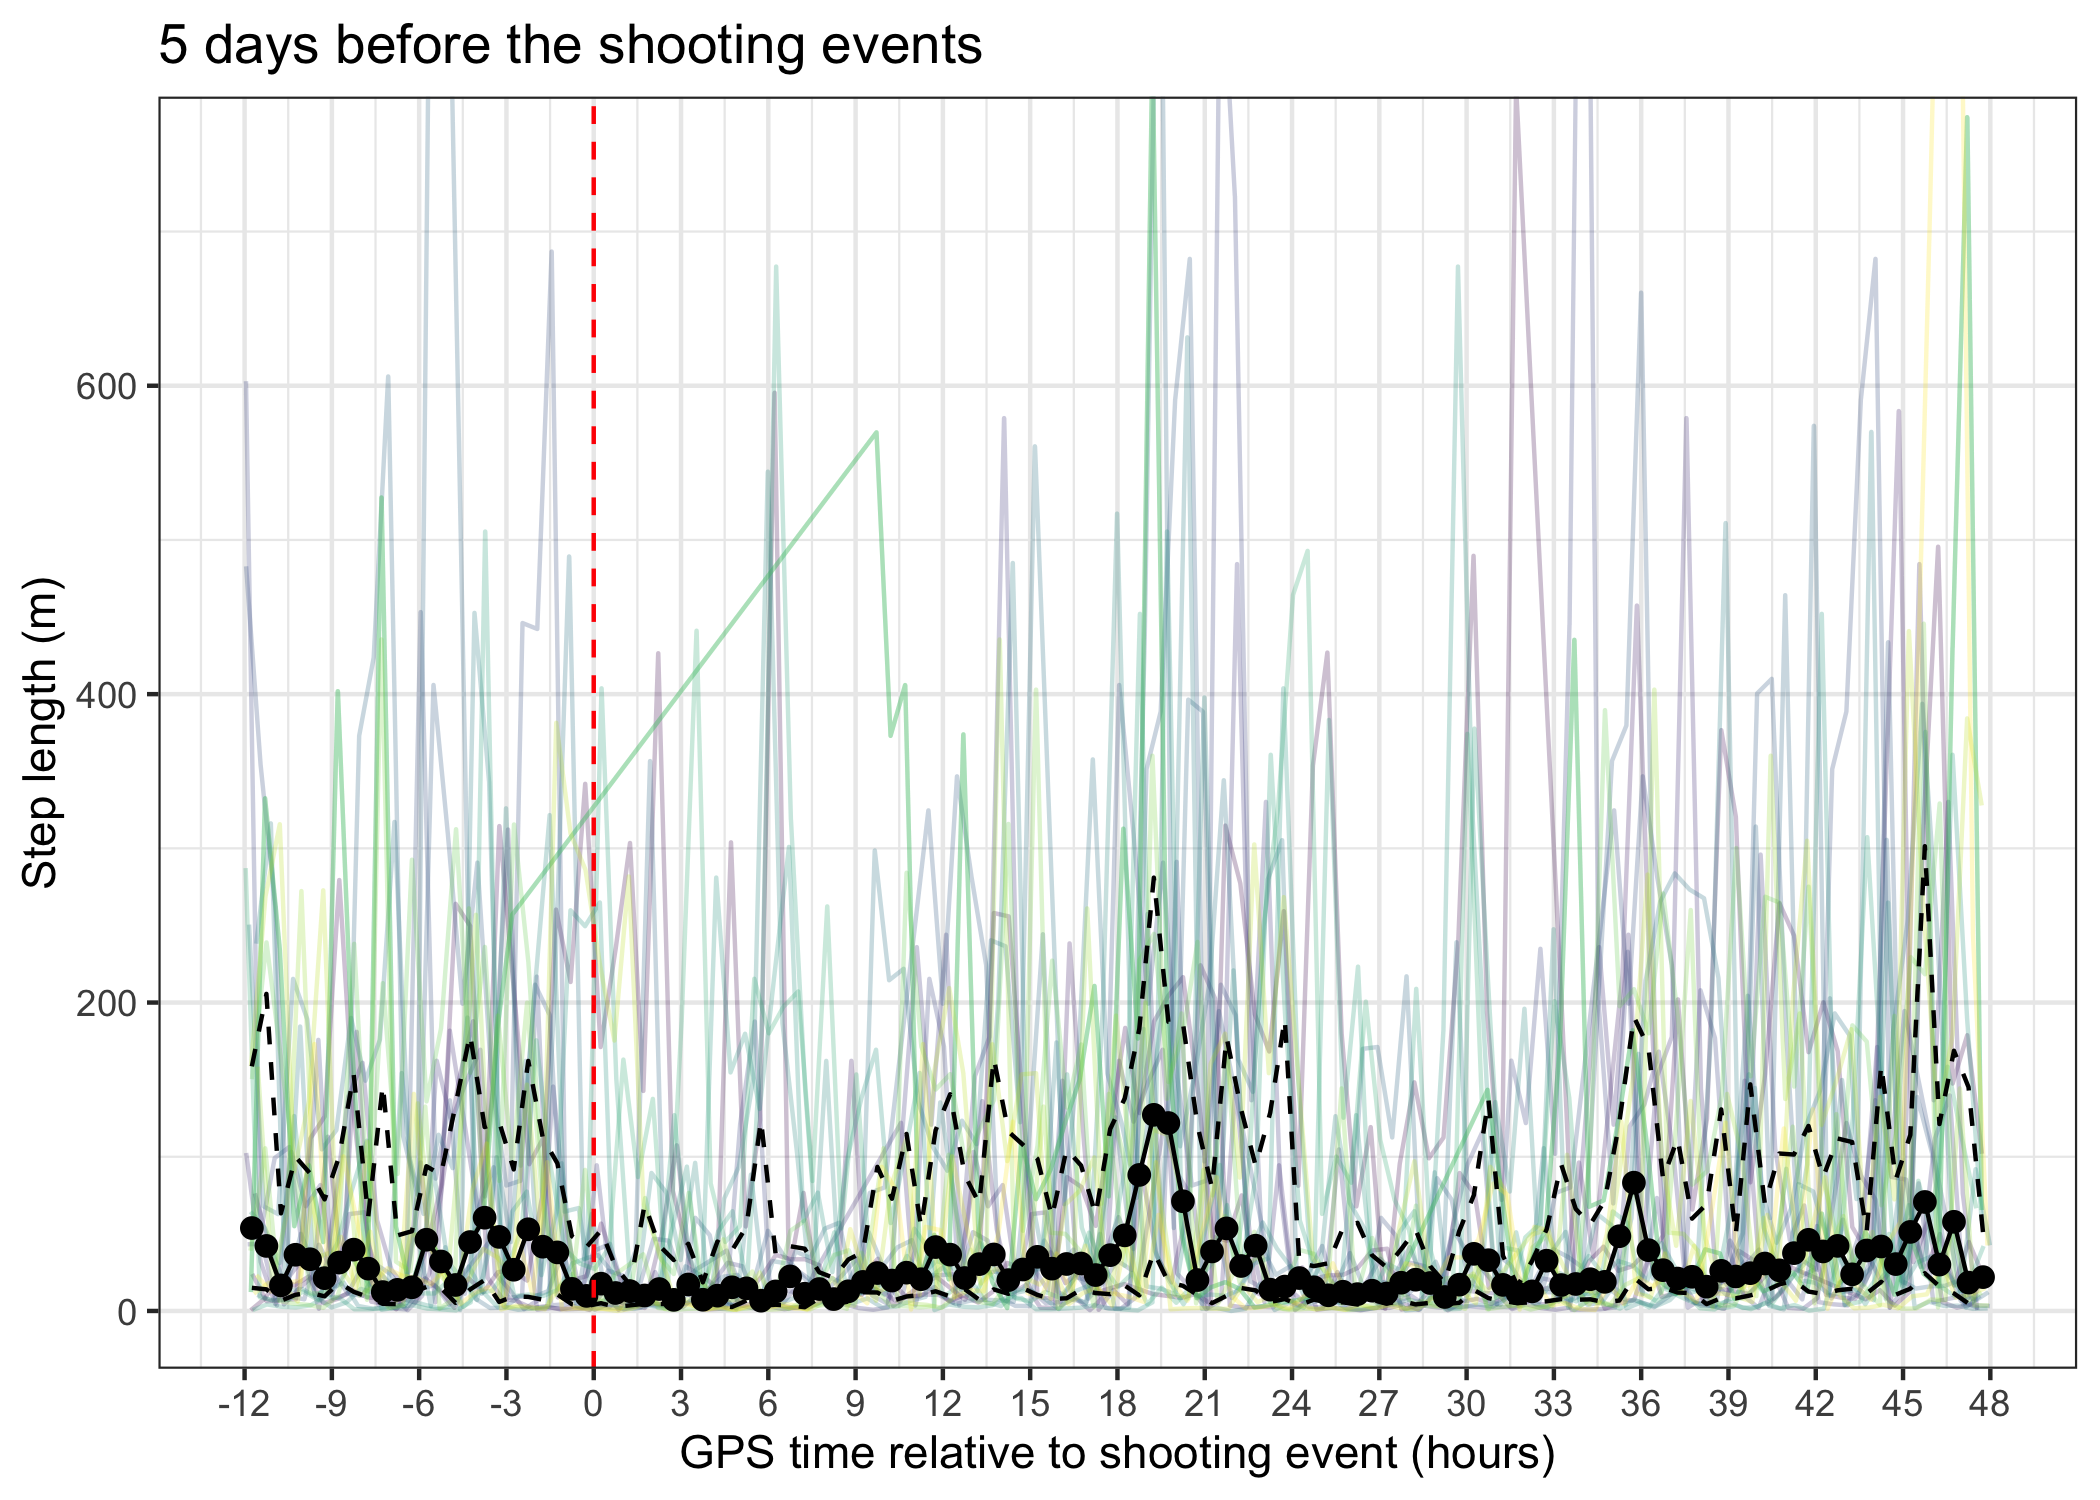 5 days before the shooting events
Step length (m)
600
400
200
0
-12 -9 -6 -3 0 3 6 9 12 15 18 21 24 27 30 33 36 39 42 45 48
GPS time relative to shooting event (hours)